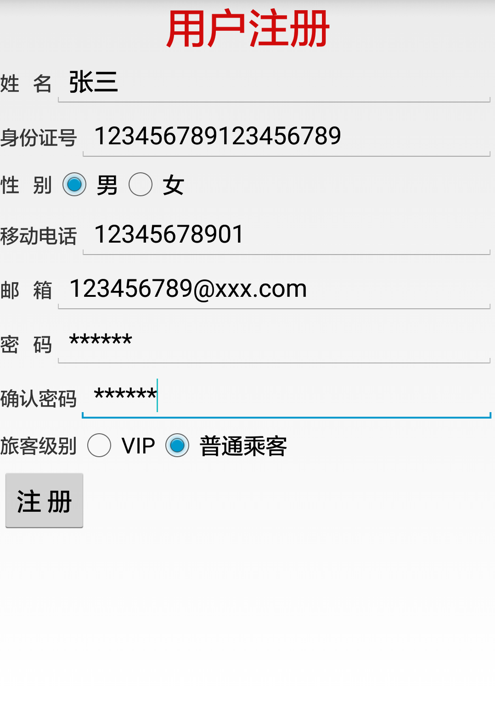 用户注册
姓 名 张三
身份证号 123456789123456789
性 别 男 女
移动电话 12345678901
邮 箱 123456789@xxx.com
密 码 ******
确认密码 ******
旅客级别 VIP 普通乘客
注 册